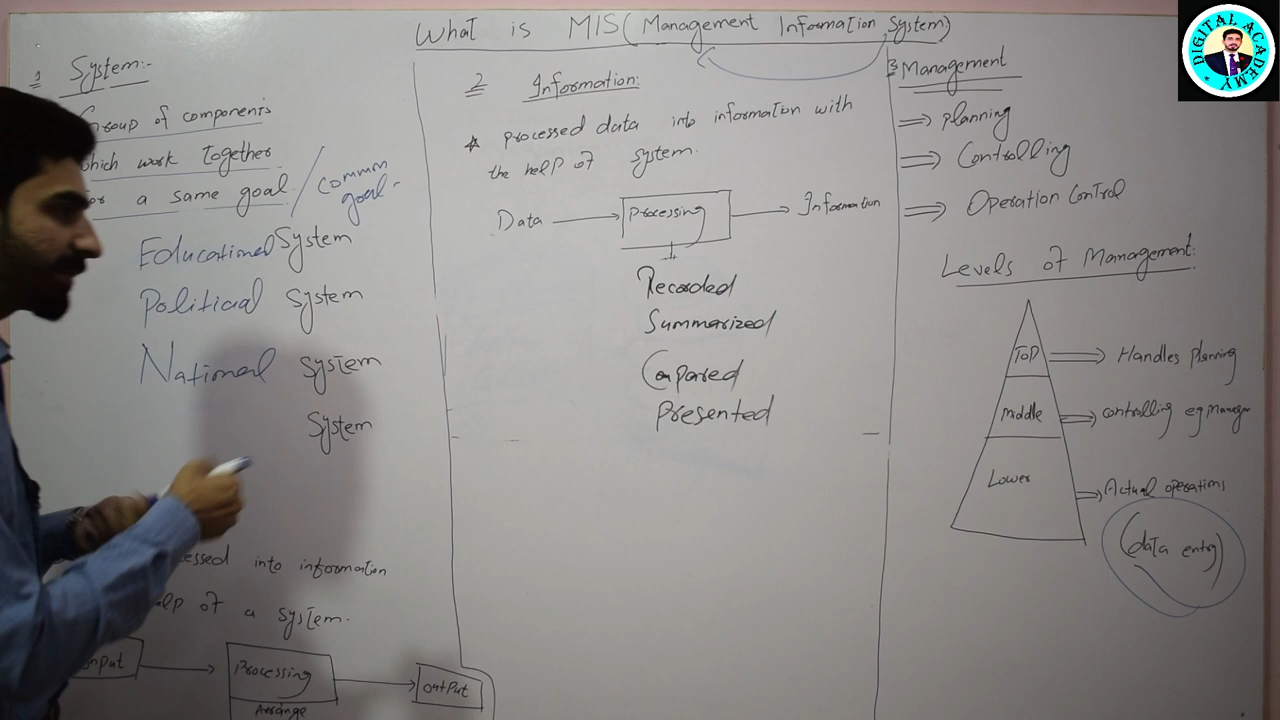 What is MIS(Management Information System)
1 System:-
Group of components
which work together
for a same goal. / common
goal-
Educational System
Political System
National System
System
essed into information
elp of a system.
input
Processing
output
Arrange
2 Information:
processed data into information with
the help of system.
Data
Processing
Information
Recorded
Summarized
Compared
Presented
3 Management
planning
Controlling
Operation Control
Levels of Management:
Top
Handles planning
Middle
controlling eg Manager
Lower
Actual operations
(data entry)
DIGITAL ACADEMY